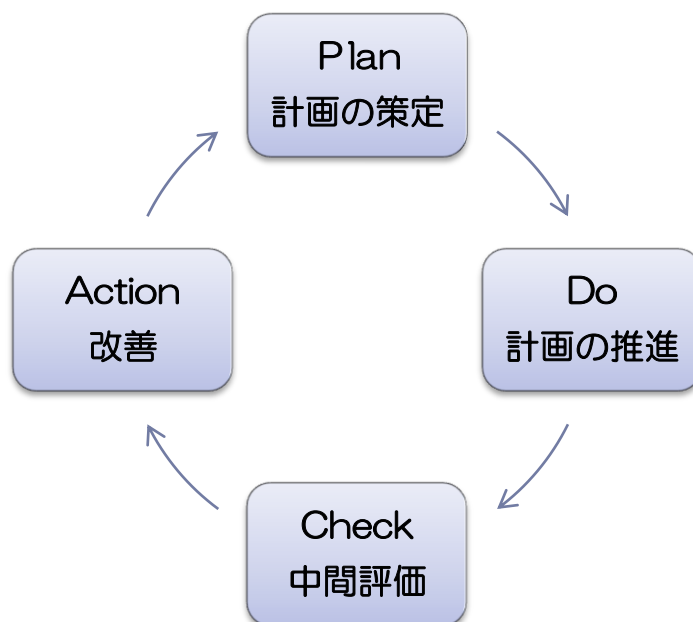 Plan
計画の策定
Do
計画の推進
Check
中間評価
Action
改善